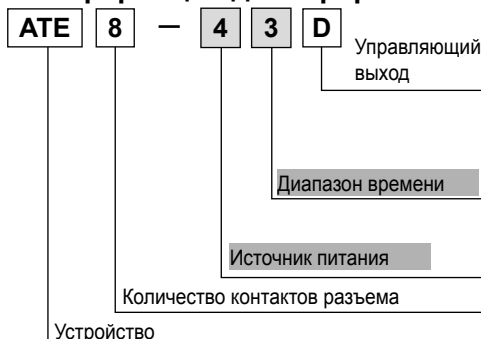 ATE 8 – 4 3 D
Управляющий
выход
Диапазон времени
Источник питания
Количество контактов разъема
Устройство